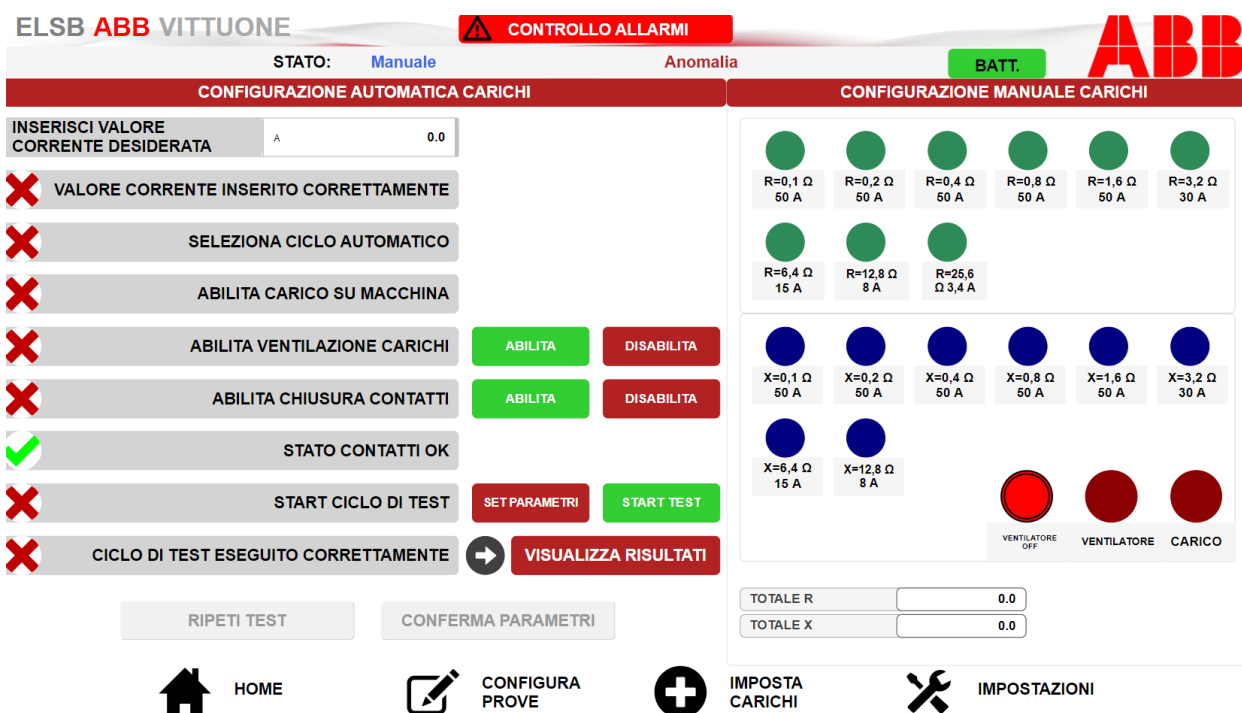 ELSB ABB VITTUONE
CONTROLLO ALLARMI
ABB
STATO: Manuale Anomalia
BATT.
CONFIGURAZIONE AUTOMATICA CARICHI
CONFIGURAZIONE MANUALE CARICHI
INSERISCI VALORE
CORRENTE DESIDERATA
A 0.0
VALORE CORRENTE INSERITO CORRETTAMENTE
SELEZIONA CICLO AUTOMATICO
ABILITA CARICO SU MACCHINA
ABILITA VENTILAZIONE CARICHI ABILITA DISABILITA
ABILITA CHIUSURA CONTATTI ABILITA DISABILITA
STATO CONTATTI OK
START CICLO DI TEST SET PARAMETRI START TEST
CICLO DI TEST ESEGUITO CORRETTAMENTE VISUALIZZA RISULTATI
RIPETI TEST CONFERMA PARAMETRI
R=0,1 Ω R=0,2 Ω R=0,4 Ω R=0,8 Ω R=1,6 Ω R=3,2 Ω
50 A 50 A 50 A 50 A 50 A 30 A
R=6,4 Ω R=12,8 Ω R=25,6
15 A 8 A Ω 3,4 A
X=0,1 Ω X=0,2 Ω X=0,4 Ω X=0,8 Ω X=1,6 Ω X=3,2 Ω
50 A 50 A 50 A 50 A 50 A 30 A
X=6,4 Ω X=12,8 Ω
15 A 8 A
VENTILATORE
OFF
VENTILATORE CARICO
TOTALE R 0.0
TOTALE X 0.0
HOME
CONFIGURA
PROVE
IMPOSTA
CARICHI
IMPOSTAZIONI